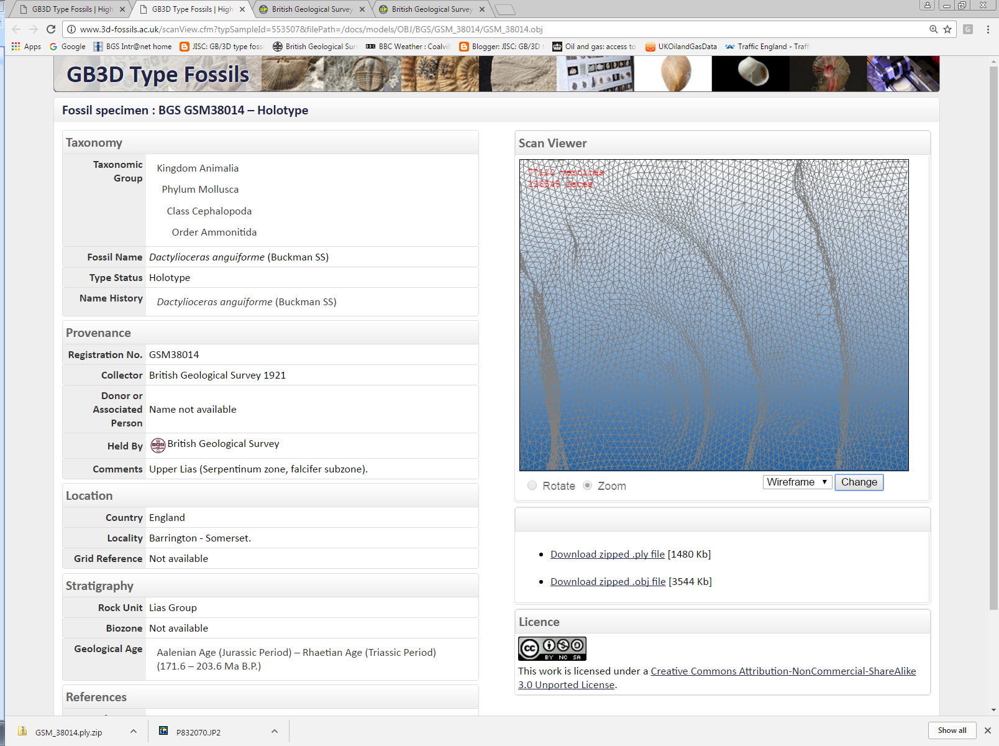 GB3D Type Fossils | High
GB3D Type Fossils | High
British Geological Survey
British Geological Survey
www.3d-fossils.ac.uk/scanView.cfm?typSampleId=553507&filePath=/docs/models/OBJ/BGS/GSM_38014/GSM_38014.obj
G
Apps
Google
BGS Intr@net home
JISC: GB/3D type foss
British Geological Sur
BBC Weather : Coalvil
Blogger: JISC: GB/3D t
Oil and gas: access to
UKOilandGasData
Traffic England - Traff
GB3D Type Fossils
Fossil specimen : BGS GSM38014 – Holotype
Taxonomy
Taxonomic Group
Kingdom Animalia
Phylum Mollusca
Class Cephalopoda
Order Ammonitida
Fossil Name Dactylioceras anguiforme (Buckman SS)
Type Status Holotype
Name History Dactylioceras anguiforme (Buckman SS)
Provenance
Registration No. GSM38014
Collector British Geological Survey 1921
Donor or Associated Person Name not available
Held By BGS British Geological Survey
Comments Upper Lias (Serpentinum zone, falcifer subzone).
Location
Country England
Locality Barrington - Somerset.
Grid Reference Not available
Stratigraphy
Rock Unit Lias Group
Biozone Not available
Geological Age Aalenian Age (Jurassic Period) – Rhaetian Age (Triassic Period)
(171.6 – 203.6 Ma B.P.)
References
Scan Viewer
vertices
faces
Rotate Zoom
Wireframe Change
Download zipped .ply file [1480 Kb]
Download zipped .obj file [3544 Kb]
Licence
cc BY NC SA
This work is licensed under a Creative Commons Attribution-NonCommercial-ShareAlike
3.0 Unported License.
GSM_38014.ply.zip
P832070.JP2
Show all